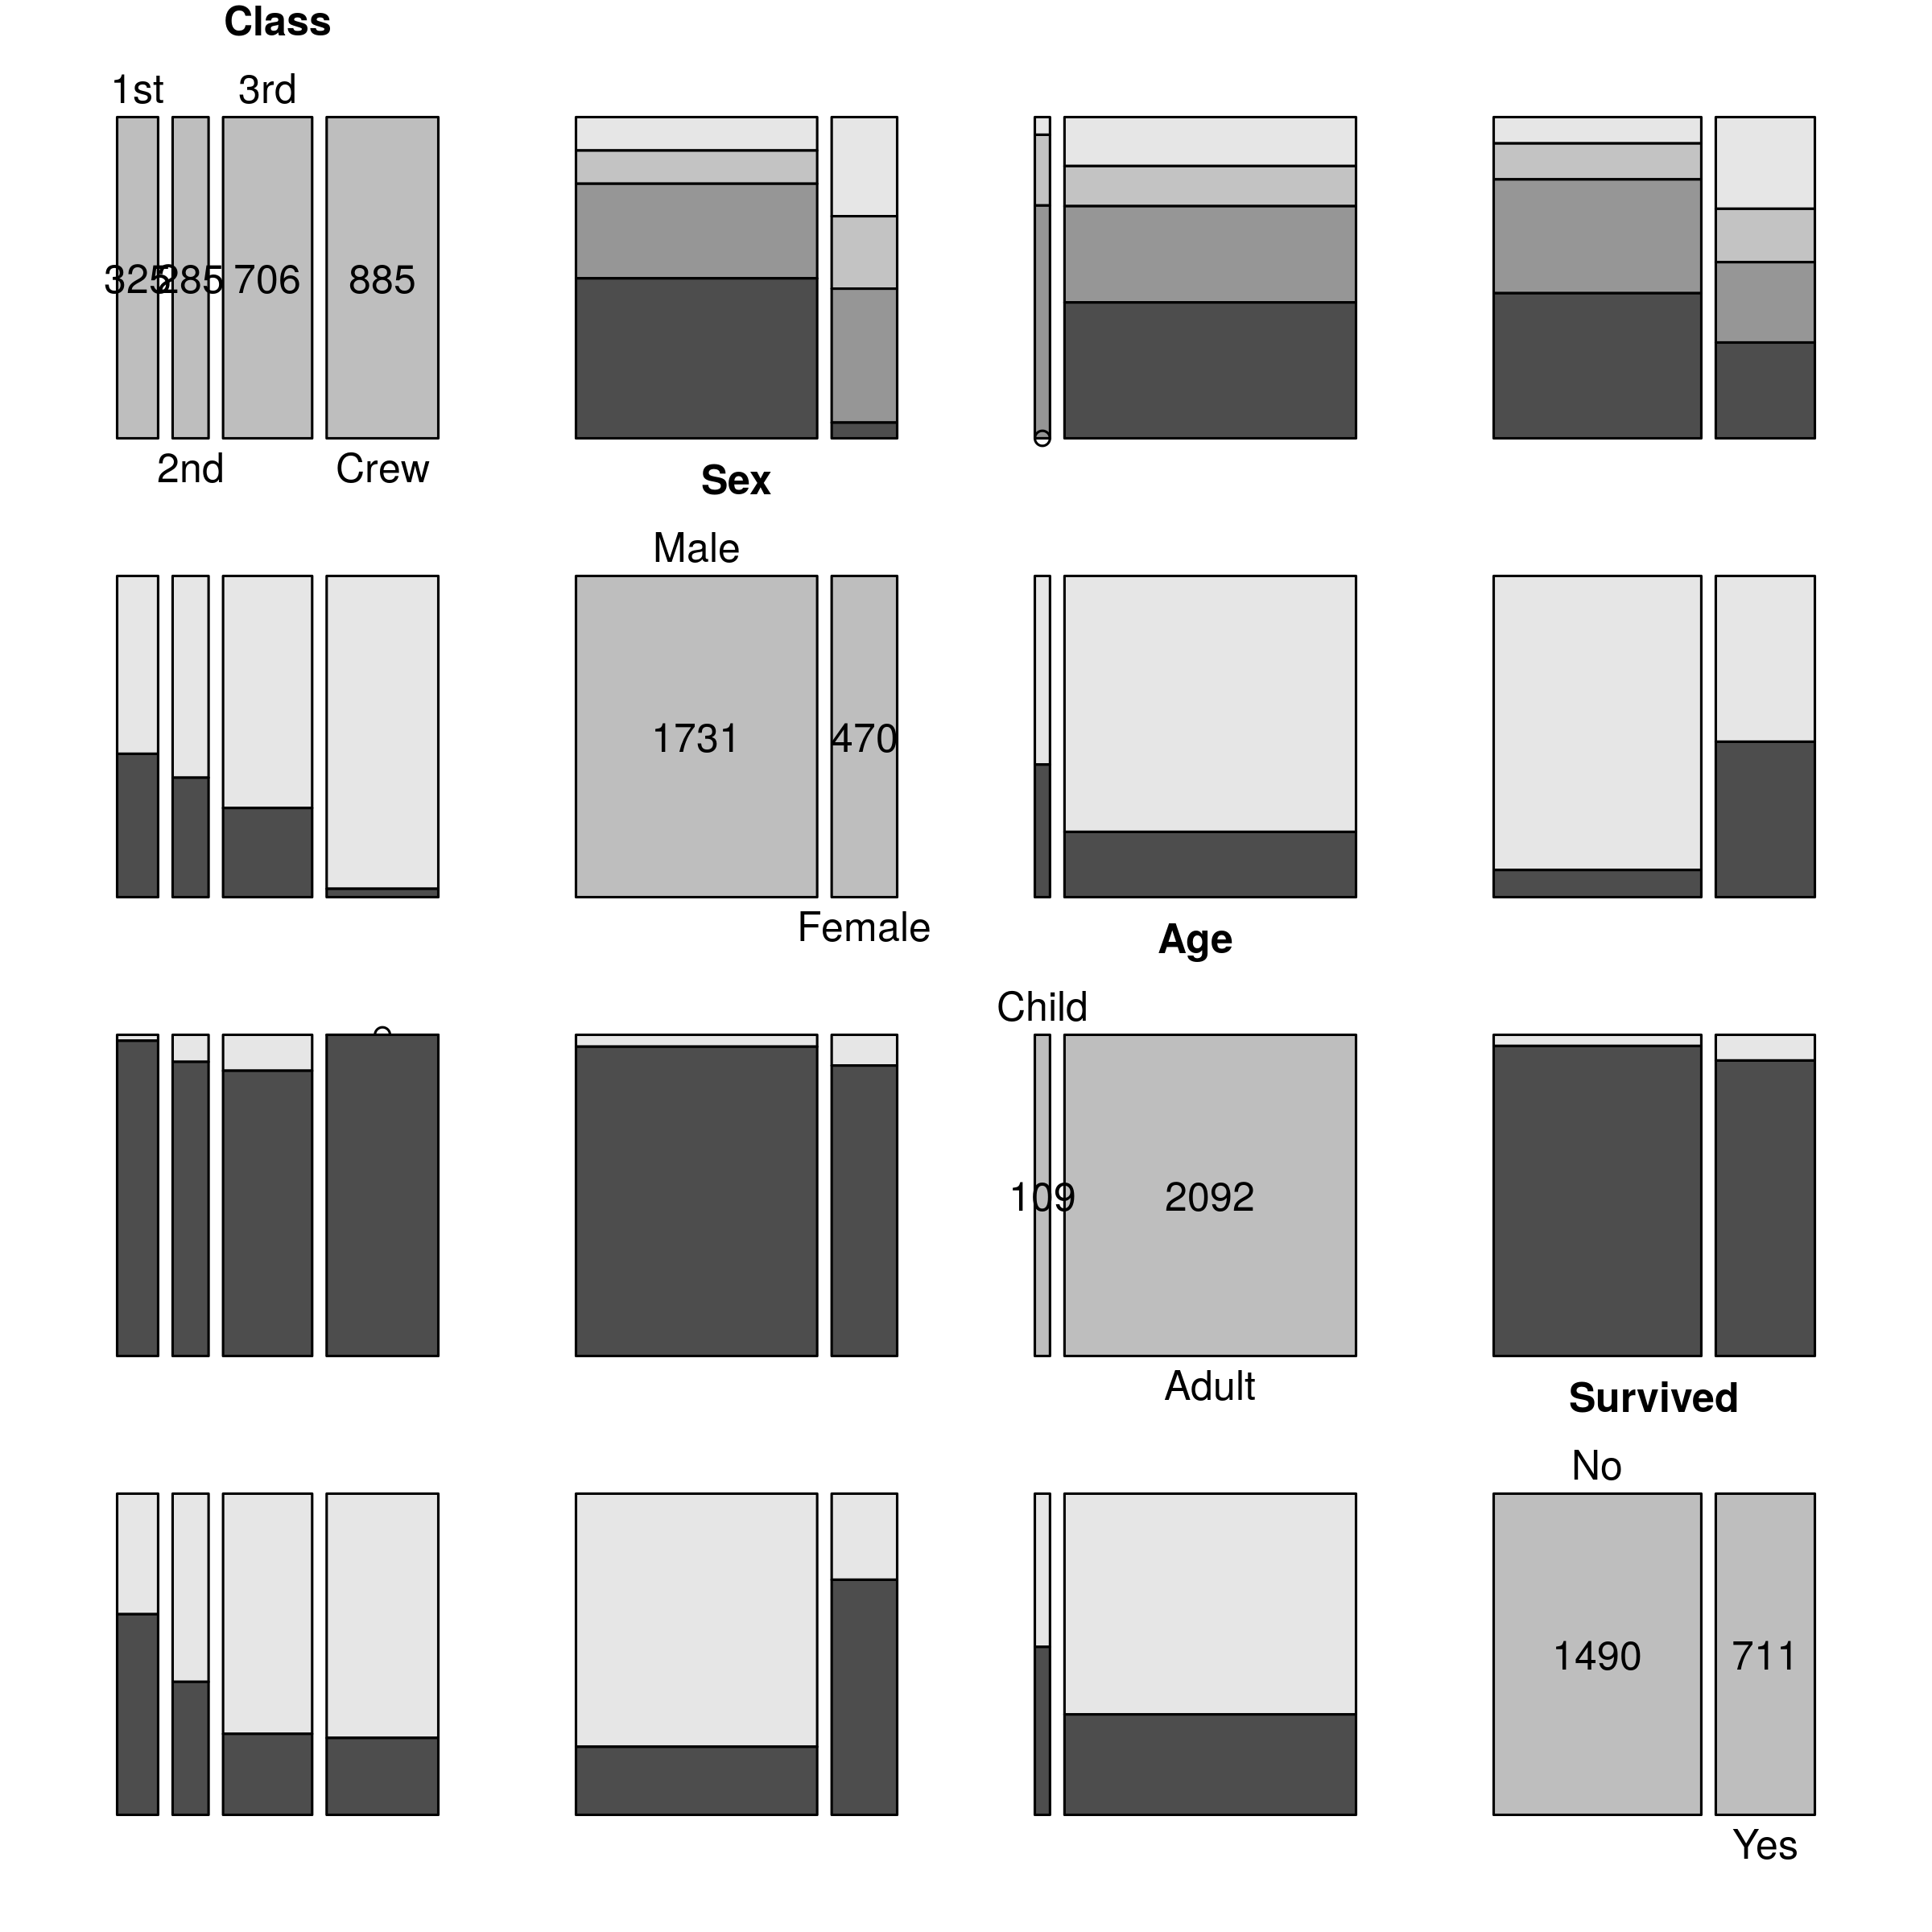 Class
1st 3rd
325 285 706 885
2nd Crew
Sex
Male
1731 470
Female
Age
Child
109 2092
Adult
Survived
No
1490 711
Yes